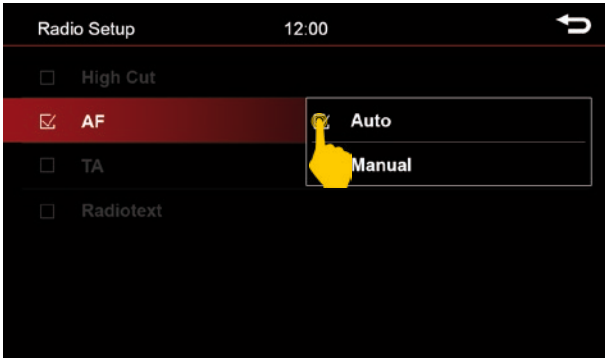 Radio Setup 12:00
High Cut
AF
Auto
TA
Manual
Radiotext